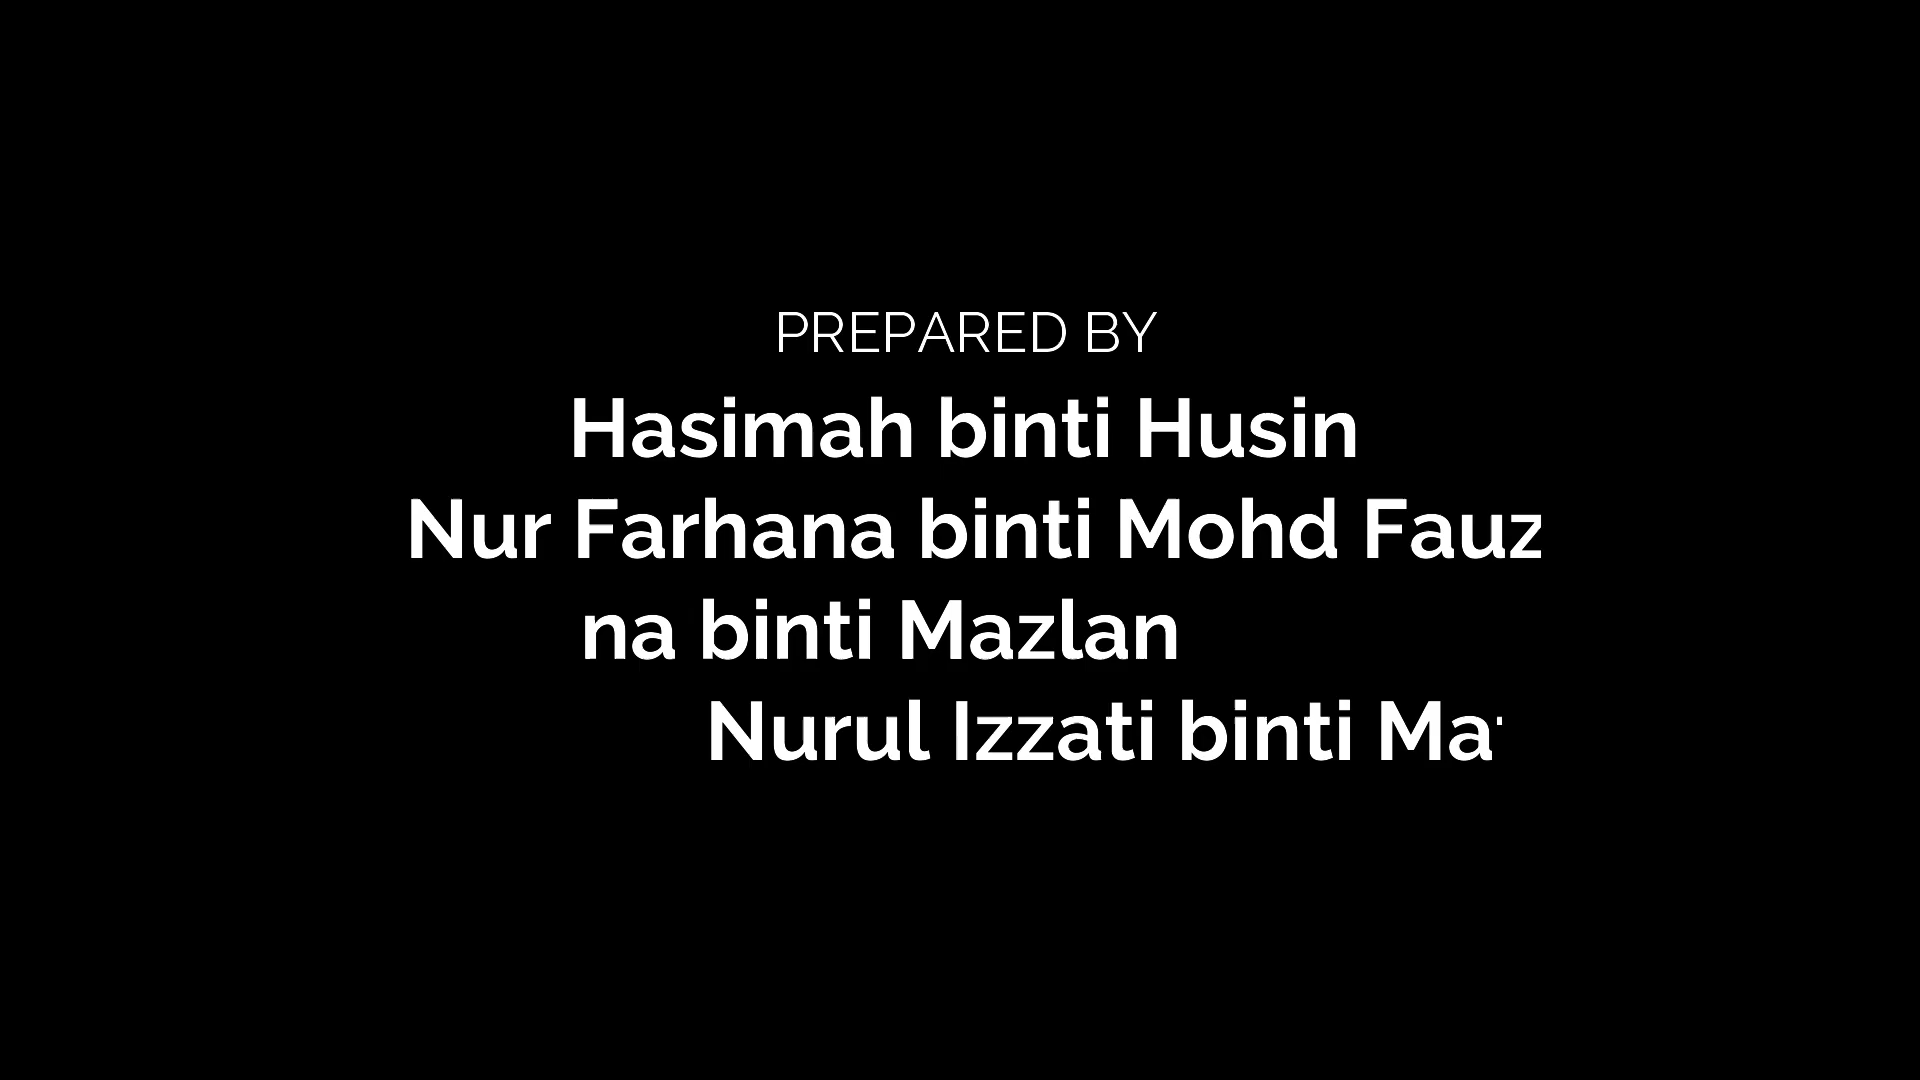 PREPARED BY
Hasimah binti Husin
Nur Farhana binti Mohd Fauz
na binti Mazlan
Nurul Izzati binti Ma